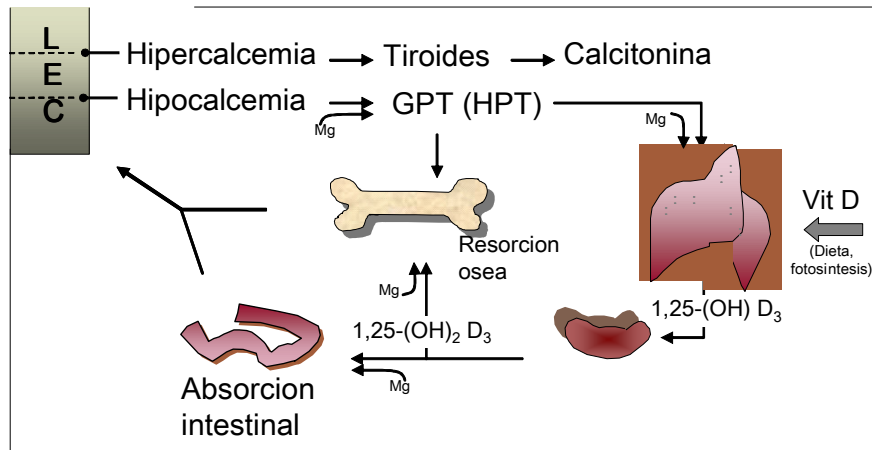 L
E
C
Hipercalcemia
Tiroides
Calcitonina
Hipocalcemia
Mg
GPT (HPT)
Mg
Vit D
(Dieta,
fotosintesis)
Resorcion
osea
Mg
1,25-(OH) D₃
1,25-(OH)₂ D₃
Mg
Absorcion
intestinal